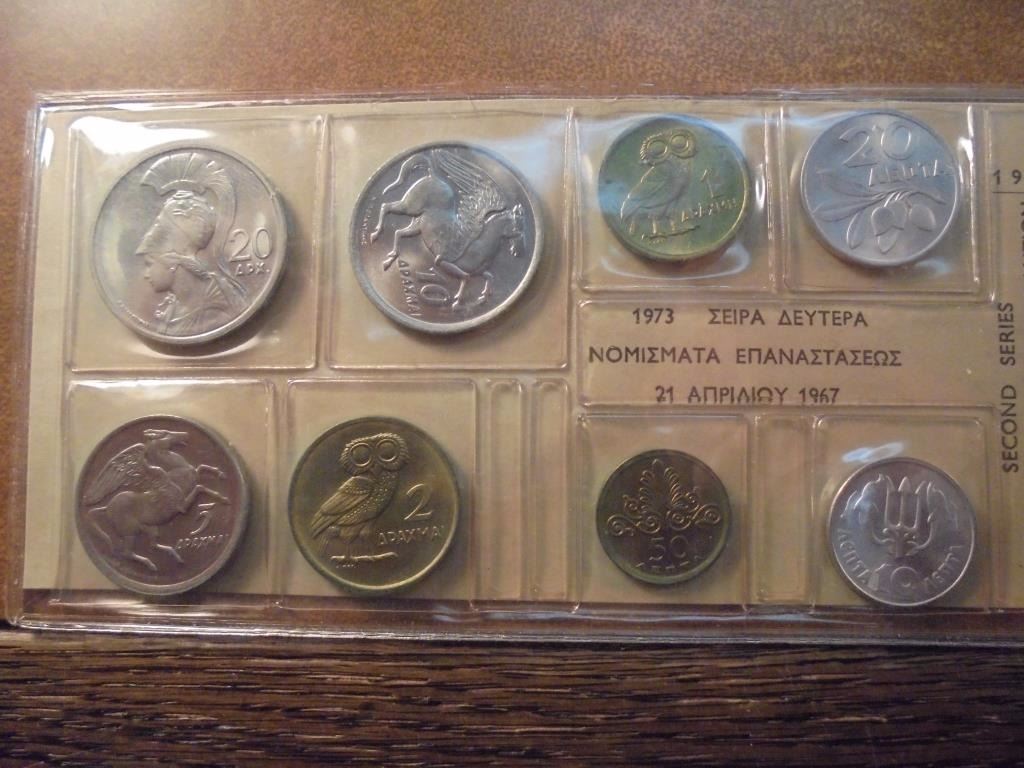 20
ΔΡΧ.
10
ΔΡΑΧΜΑΙ
1
ΔΡΑΧΜΗ
20
ΛΕΠΤΑ
19
1973 ΣΕΙΡΑ ΔΕΥΤΕΡΑ
ΝΟΜΙΣΜΑΤΑ ΕΠΑΝΑΣΤΑΣΕΩΣ
21 ΑΠΡΙΛΙΟΥ 1967
SECOND SERIES
5
ΔΡΑΧΜΑΙ
2
ΔΡΑΧΜΑΙ
50
ΛΕΠΤΑ 10 ΛΕΠΤΑ